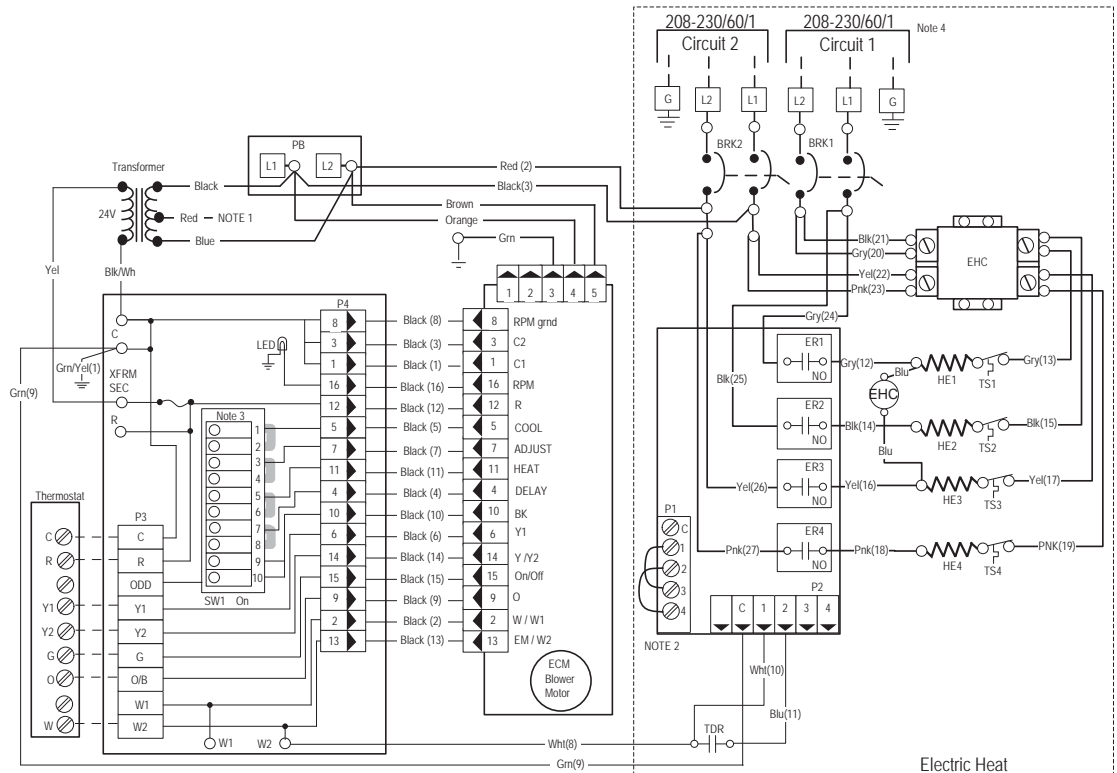 208-230/60/1
208-230/60/1
Note 4
Circuit 2
Circuit 1
G
L2
L1
L2
L1
G
BRK2
BRK1
PB
L1
L2
Transformer
24V
Black
Red
NOTE 1
Blue
Red (2)
Black(3)
Brown
Orange
Grn
Yel
Blk/Wh
1
2
3
4
5
Blk(21)
Gry(20)
Yel(22)
Pnk(23)
EHC
Gry(24)
Blk(25)
C
Grn/Yel(1)
Grn(9)
XFRM
SEC
R
LED
P4
8 Black (8) 8 RPM grnd
3 Black (3) 3 C2
1 Black (1) 1 C1
16 Black (16) 16 RPM
12 Black (12) 12 R
5 Black (5) 5 COOL
7 Black (7) 7 ADJUST
11 Black (11) 11 HEAT
4 Black (4) 4 DELAY
10 Black (10) 10 BK
6 Black (6) 6 Y1
14 Black (14) 14 Y /Y2
15 Black (15) 15 On/Off
9 Black (9) 9 O
2 Black (2) 2 W / W1
13 Black (13) 13 EM / W2
ECM
Blower
Motor
Note 3
1
2
3
4
5
6
7
8
9
10
SW1 On
Thermostat
P3
C C
R R
ODD
Y1 Y1
Y2 Y2
G G
O O/B
W1
W W2
W1
W2
ER1
NO
Gry(12)
HE1
TS1
Gry(13)
Blu
EHC
Blu
ER2
NO
Blk(14)
HE2
TS2
Blk(15)
Yel(26)
ER3
NO
Yel(16)
HE3
TS3
Yel(17)
Pnk(27)
ER4
NO
Pnk(18)
HE4
TS4
PNK(19)
P1
C
1
2
3
4
P2
C
1
2
3
4
NOTE 2
Wht(10)
Blu(11)
TDR
Wht(8)
Grn(9)
Electric Heat